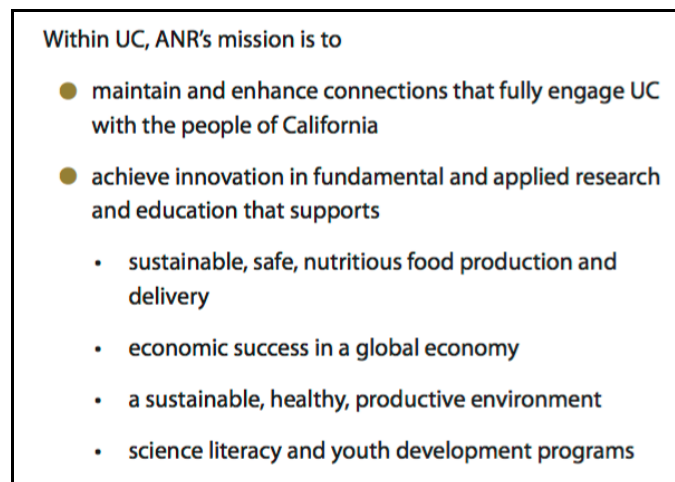 Within UC, ANR's mission is to
● maintain and enhance connections that fully engage UC
with the people of California
● achieve innovation in fundamental and applied research
and education that supports
• sustainable, safe, nutritious food production and
delivery
• economic success in a global economy
• a sustainable, healthy, productive environment
• science literacy and youth development programs